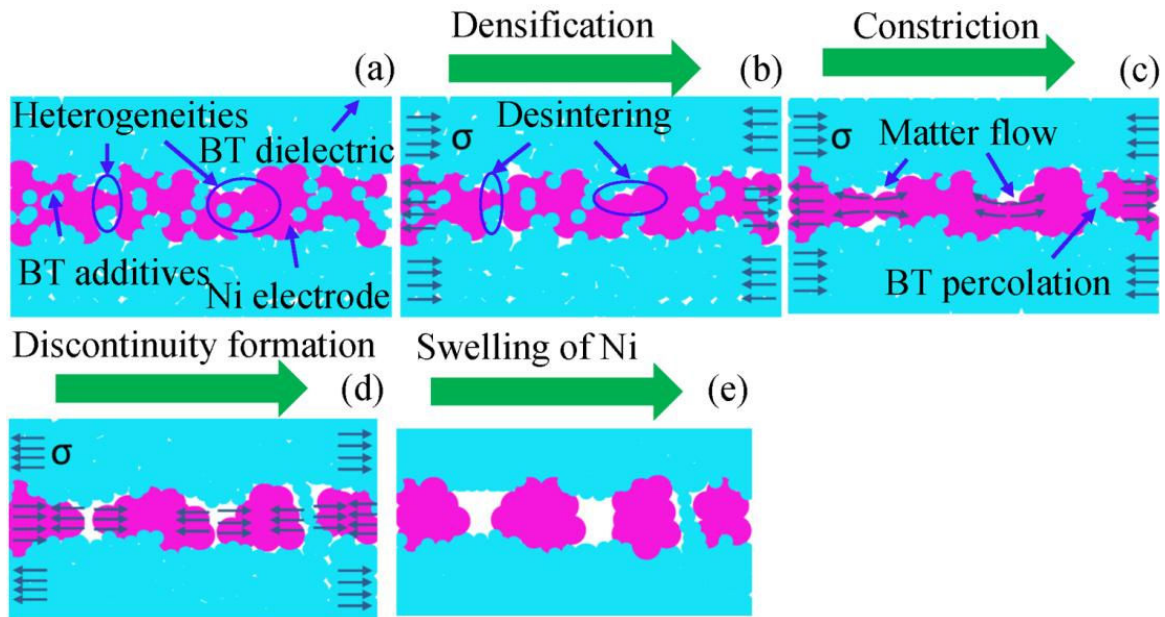 Densification
Constriction
(a)
(b)
(c)
Heterogeneities
BT dielectric
BT additives
Ni electrode
Desintering
σ
Matter flow
σ
BT percolation
Discontinuity formation
Swelling of Ni
(d)
(e)
σ